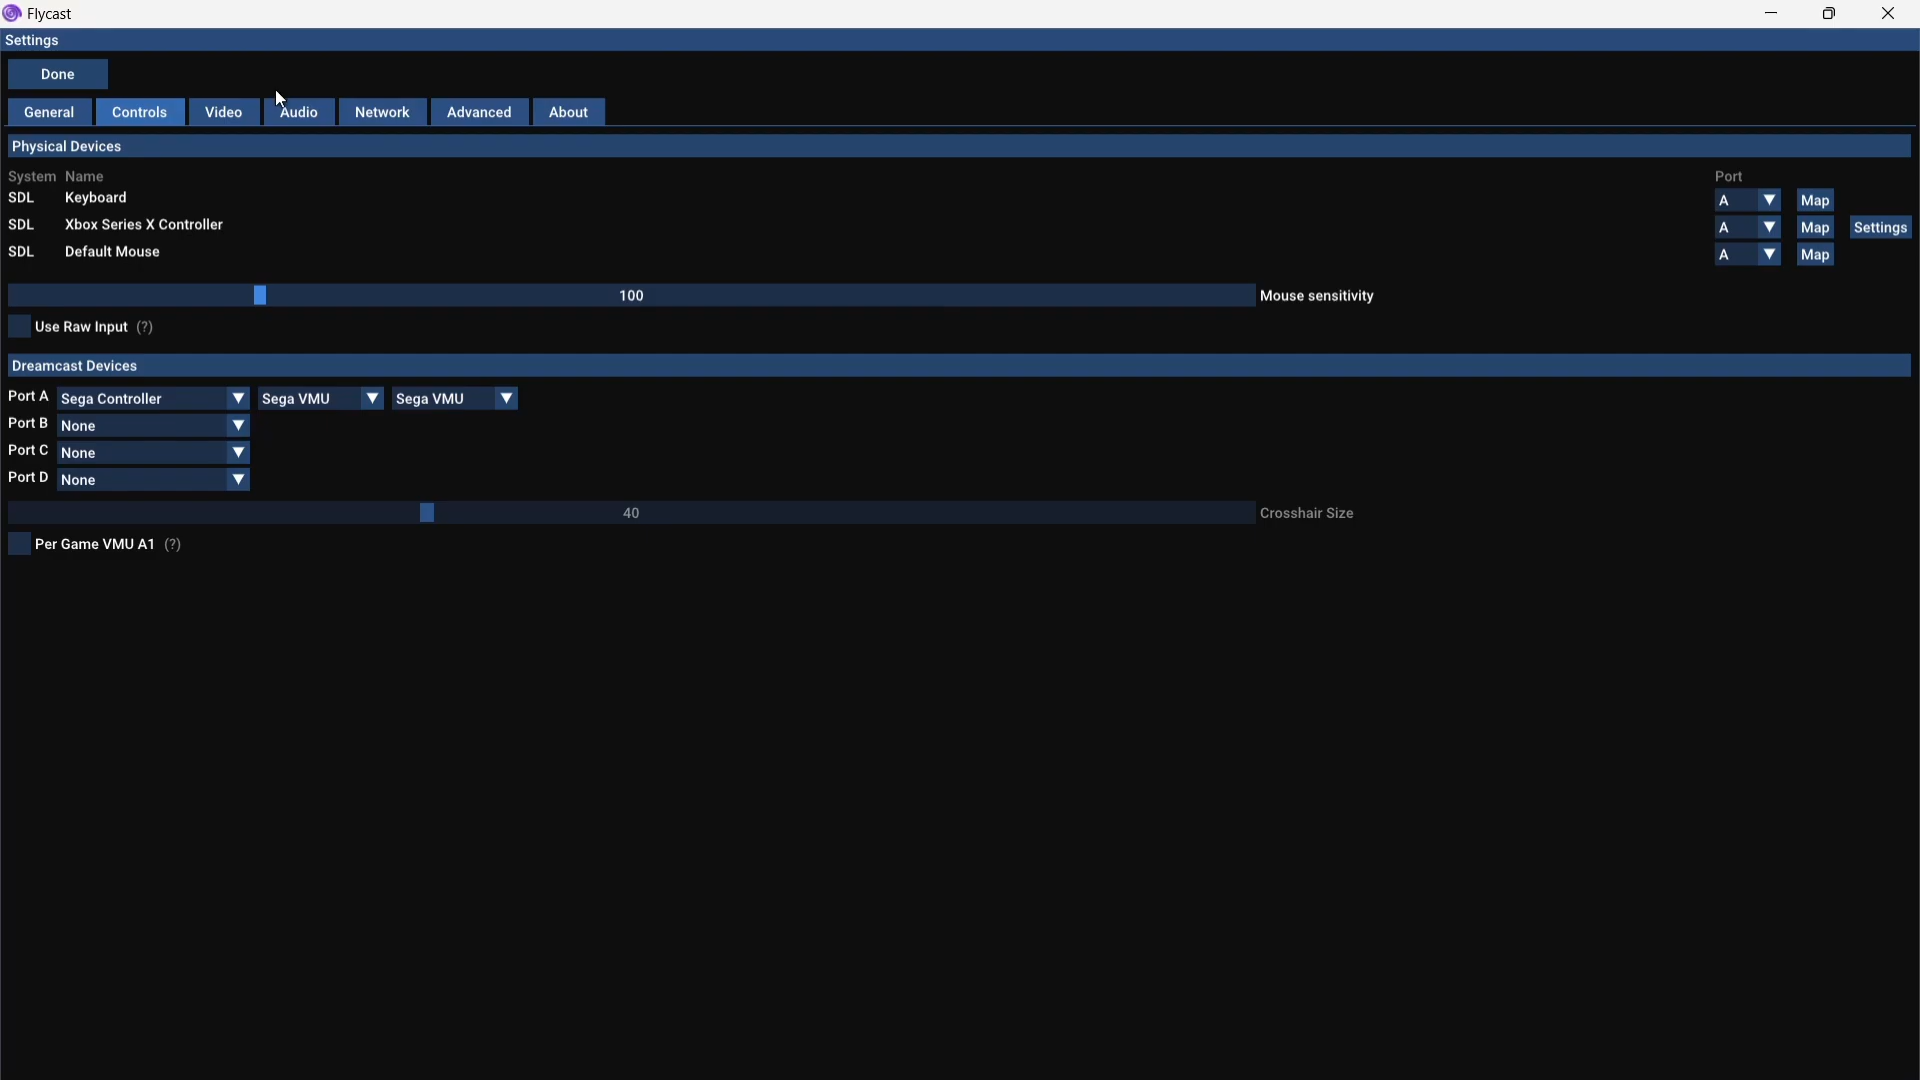 Flycast
Settings
Done
General Controls Video Audio Network Advanced About
Physical Devices
System Name Port
SDL Keyboard A Map
SDL Xbox Series X Controller A Map Settings
SDL Default Mouse A Map
100 Mouse sensitivity
Use Raw Input (?)
Dreamcast Devices
Port A Sega Controller Sega VMU Sega VMU
Port B None
Port C None
Port D None
40 Crosshair Size
Per Game VMU A1 (?)